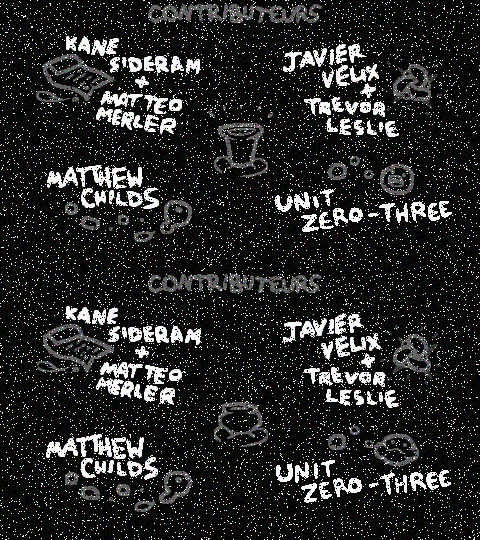 CONTRIBUTEURS
KANE
SIDERAM
+
MATTEO
MERLER
JAVIER
VELIX
+
TREVOR
LESLIE
MATTHEW
CHILDS
UNIT
ZERO-THREE
CONTRIBUTEURS
KANE
SIDERAM
+
MATTEO
MERLER
JAVIER
VELIX
+
TREVOR
LESLIE
MATTHEW
CHILDS
UNIT
ZERO-THREE